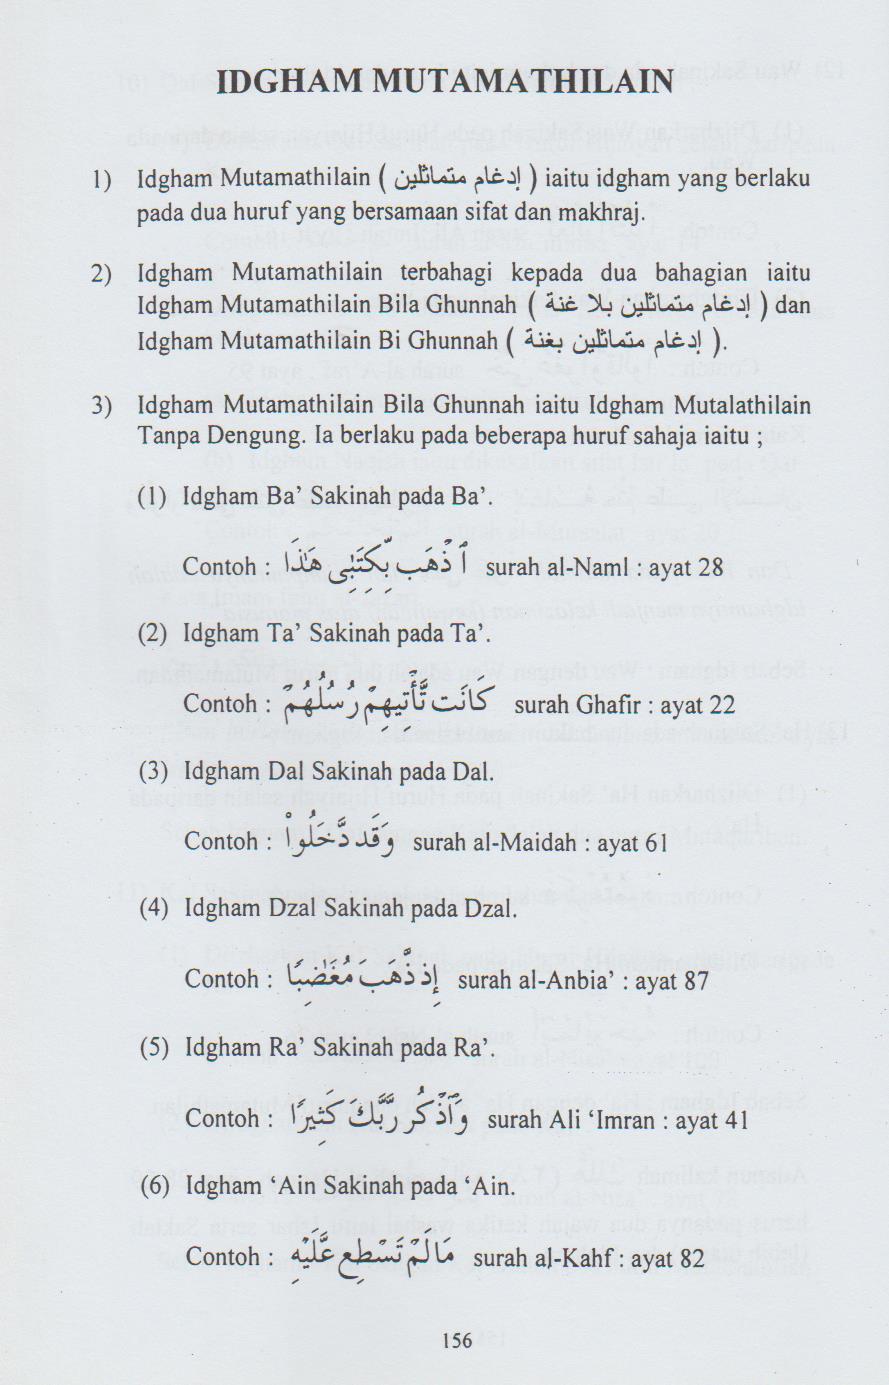 IDGHAM MUTAMATHILAIN
1) Idgham Mutamathilain ( إدغام متماثلين ) iaitu idgham yang berlaku
pada dua huruf yang bersamaan sifat dan makhraj.
2) Idgham Mutamathilain terbahagi kepada dua bahagian iaitu
Idgham Mutamathilain Bila Ghunnah ( إدغام متماثلين بلا غنة ) dan
Idgham Mutamathilain Bi Ghunnah ( إدغام متماثلين بغنة ).
3) Idgham Mutamathilain Bila Ghunnah iaitu Idgham Mutalathilain
Tanpa Dengung. Ia berlaku pada beberapa huruf sahaja iaitu ;
(1) Idgham Ba’ Sakinah pada Ba’.
Contoh : ٱذْهَب بِّكِتَٰبِى هَٰذَا surah al-Naml : ayat 28
(2) Idgham Ta’ Sakinah pada Ta’.
Contoh : كَانَت تَّأْتِيهِمْ رُسُلُهُمْ surah Ghafir : ayat 22
(3) Idgham Dal Sakinah pada Dal.
Contoh : وَقَد دَّخَلُوا۟ surah al-Maidah : ayat 61
(4) Idgham Dzal Sakinah pada Dzal.
Contoh : إِذ ذَّهَبَ مُغَٰضِبًا surah al-Anbia’ : ayat 87
(5) Idgham Ra’ Sakinah pada Ra’.
Contoh : وَٱذْكُر رَّبَّكَ كَثِيرًا surah Ali ‘Imran : ayat 41
(6) Idgham ‘Ain Sakinah pada ‘Ain.
Contoh : مَالَمْ تَسْطِع عَّلَيْهِ surah al-Kahf : ayat 82
156